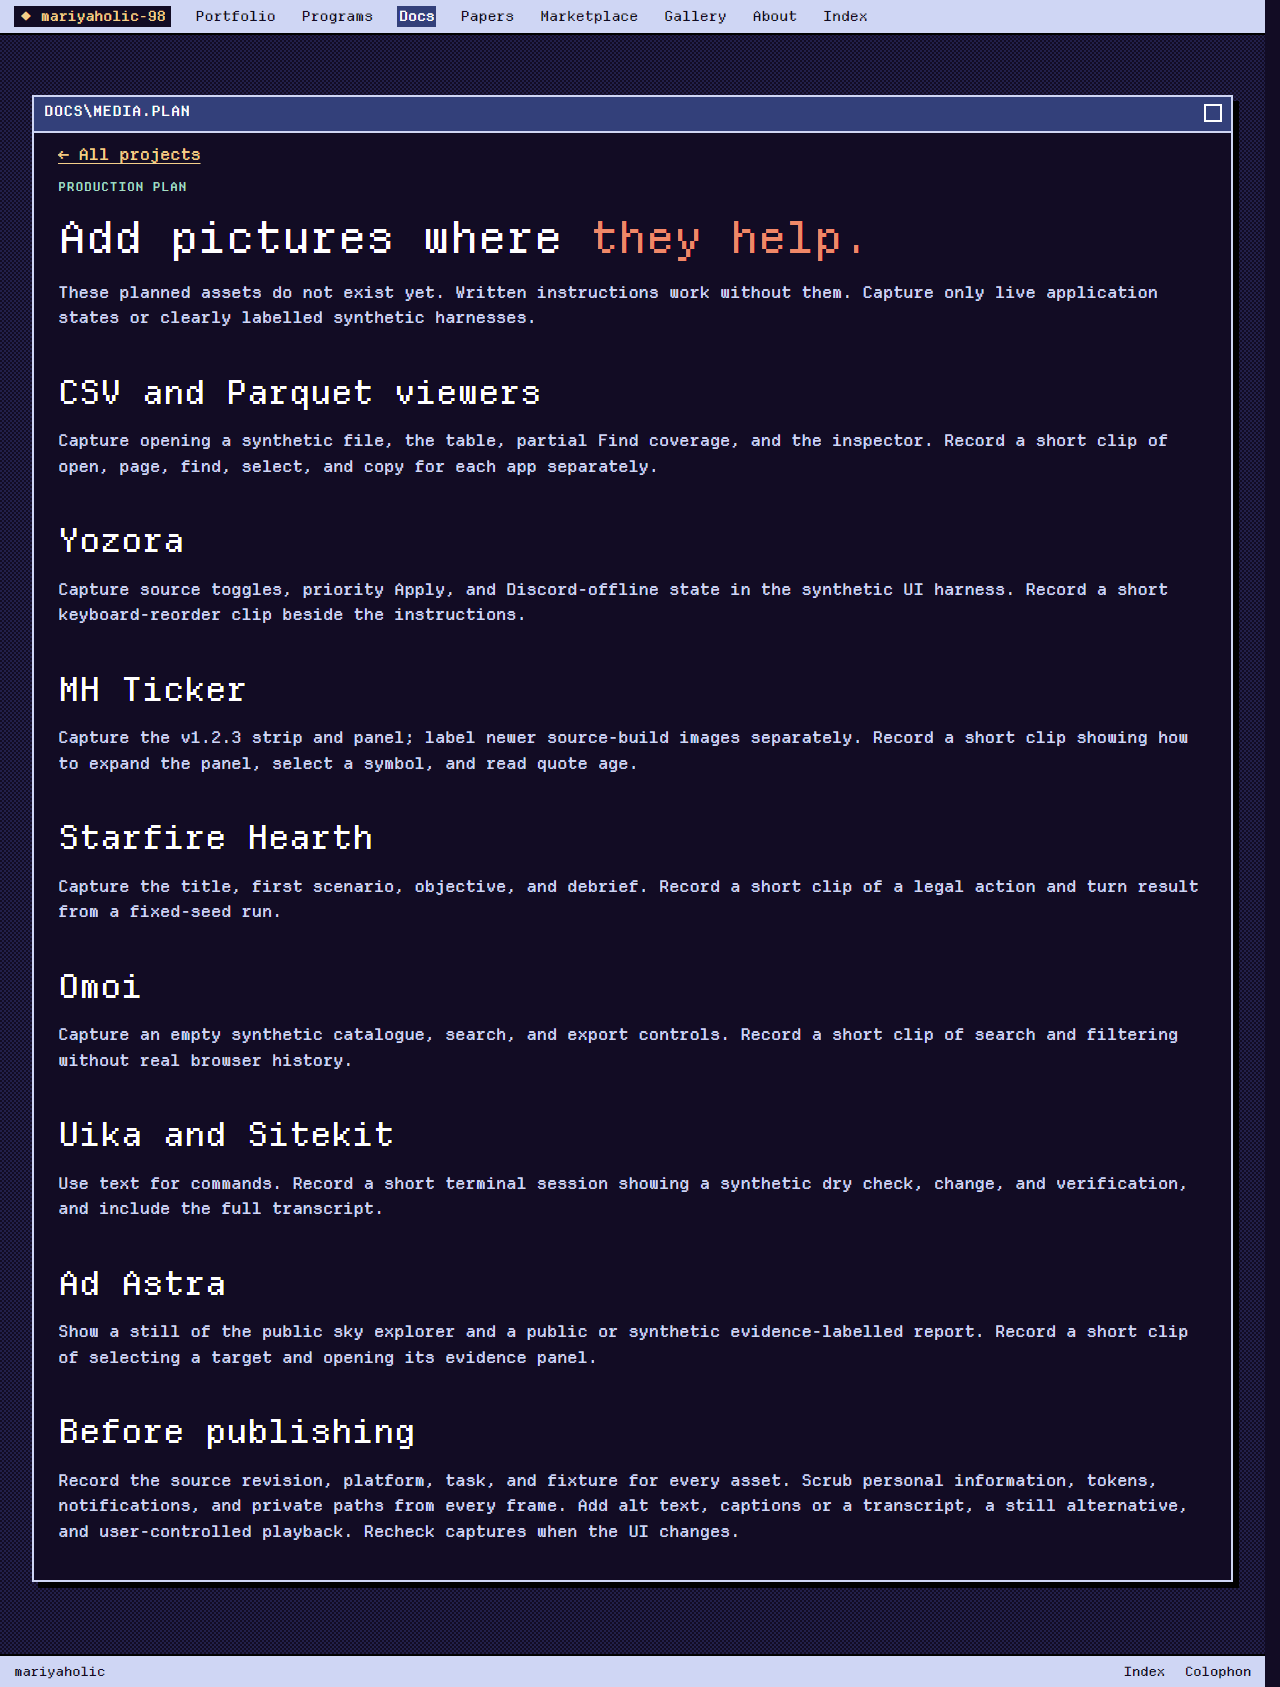 ◆ mariyaholic-98 Portfolio Programs Docs Papers Marketplace Gallery About Index
DOCS\MEDIA.PLAN
← All projects
PRODUCTION PLAN
Add pictures where they help.
These planned assets do not exist yet. Written instructions work without them. Capture only live application
states or clearly labelled synthetic harnesses.
CSV and Parquet viewers
Capture opening a synthetic file, the table, partial Find coverage, and the inspector. Record a short clip of
open, page, find, select, and copy for each app separately.
Yozora
Capture source toggles, priority Apply, and Discord-offline state in the synthetic UI harness. Record a short
keyboard-reorder clip beside the instructions.
MH Ticker
Capture the v1.2.3 strip and panel; label newer source-build images separately. Record a short clip showing how
to expand the panel, select a symbol, and read quote age.
Starfire Hearth
Capture the title, first scenario, objective, and debrief. Record a short clip of a legal action and turn result
from a fixed-seed run.
Omoi
Capture an empty synthetic catalogue, search, and export controls. Record a short clip of search and filtering
without real browser history.
Uika and Sitekit
Use text for commands. Record a short terminal session showing a synthetic dry check, change, and verification,
and include the full transcript.
Ad Astra
Show a still of the public sky explorer and a public or synthetic evidence-labelled report. Record a short clip
of selecting a target and opening its evidence panel.
Before publishing
Record the source revision, platform, task, and fixture for every asset. Scrub personal information, tokens,
notifications, and private paths from every frame. Add alt text, captions or a transcript, a still alternative,
and user-controlled playback. Recheck captures when the UI changes.
mariyaholic Index Colophon